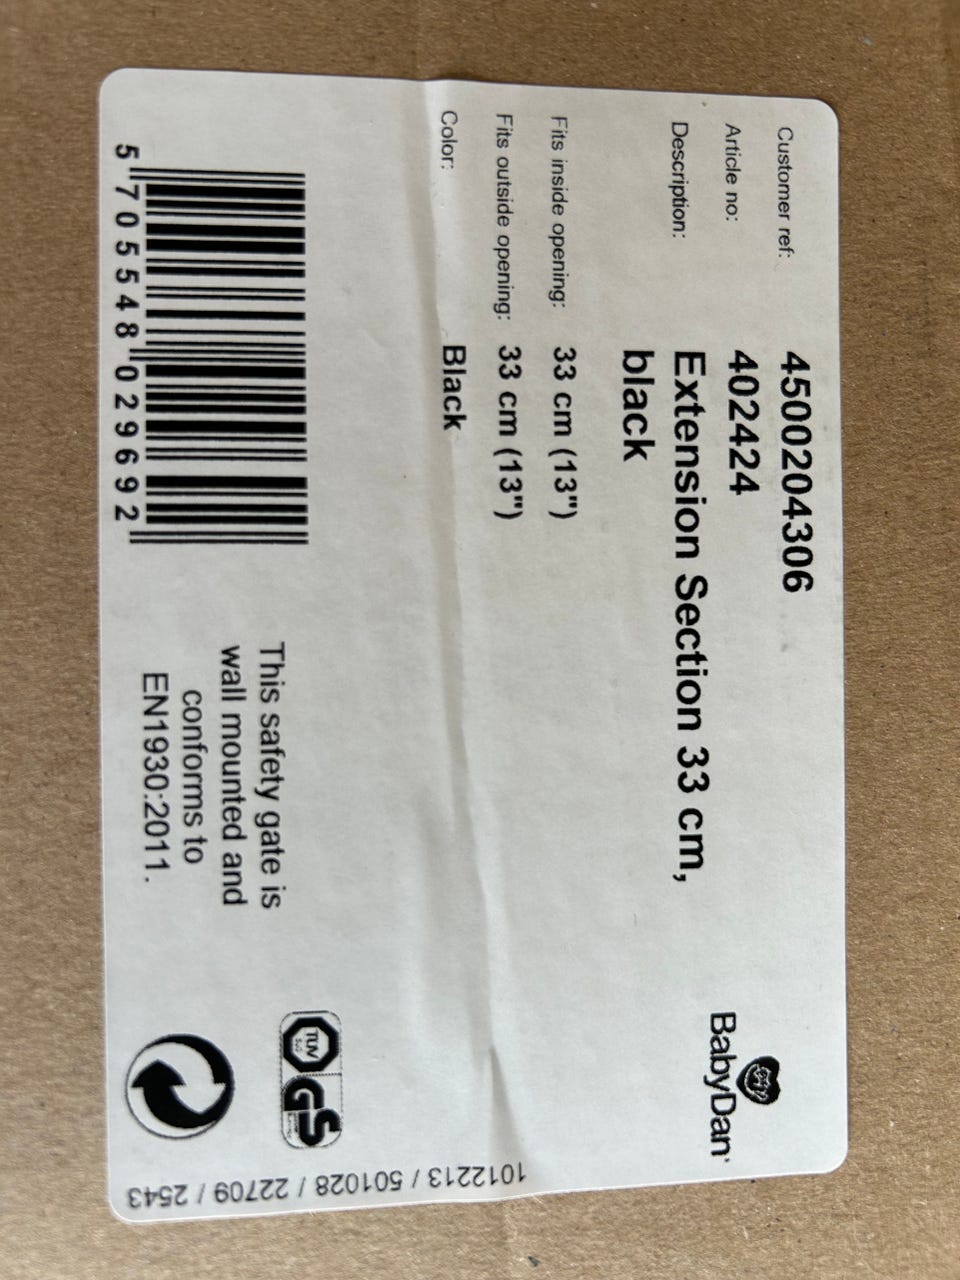 Customer ref: 4500204306
Article no: 402424
Description: Extension Section 33 cm,
black
BabyDan
Fits inside opening: 33 cm (13")
Fits outside opening: 33 cm (13")
Color: Black
5 705548 029692
This safety gate is
wall mounted and
conforms to
EN1930:2011.
TÜV
GS
1012213 / 501028 / 22709 / 2543